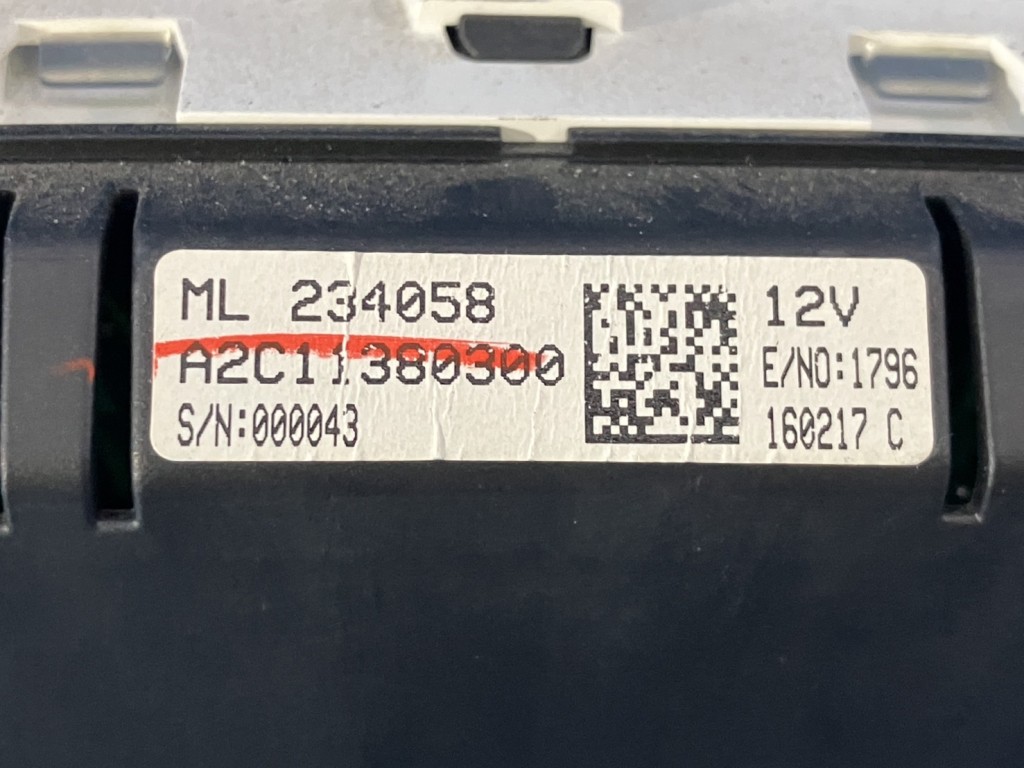 ML 234058
A2C11380300
S/N:000043
12V
E/NO:1796
160217 C